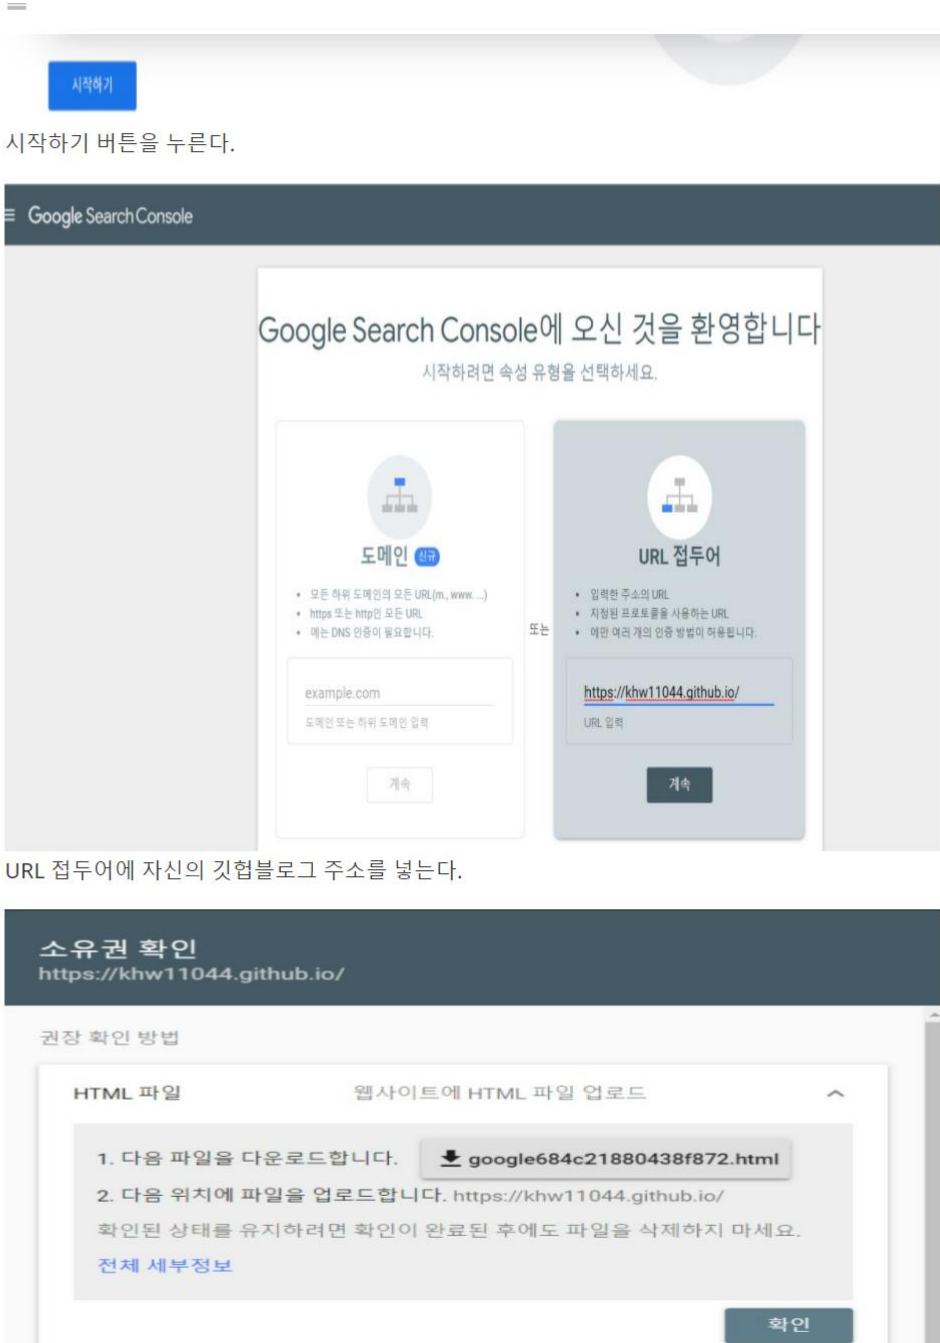 시작하기
시작하기 버튼을 누른다.
Google Search Console
Google Search Console에 오신 것을 환영합니다
시작하려면 속성 유형을 선택하세요.
도메인 신규
• 모든 하위 도메인의 모든 URL(m., www. ...)
• https 또는 http인 모든 URL
• 에는 DNS 인증이 필요합니다.
example.com
도메인 또는 하위 도메인 입력
계속
또는
URL 접두어
• 입력한 주소의 URL
• 지정된 프로토콜을 사용하는 URL
• 에만 여러 개의 인증 방법이 허용됩니다.
https://khw11044.github.io/
URL 입력
계속
URL 접두어에 자신의 깃헙블로그 주소를 넣는다.
소유권 확인
https://khw11044.github.io/
권장 확인 방법
HTML 파일 웹사이트에 HTML 파일 업로드
1. 다음 파일을 다운로드합니다. google684c21880438f872.html
2. 다음 위치에 파일을 업로드합니다. https://khw11044.github.io/
확인된 상태를 유지하려면 확인이 완료된 후에도 파일을 삭제하지 마세요.
전체 세부정보
확인